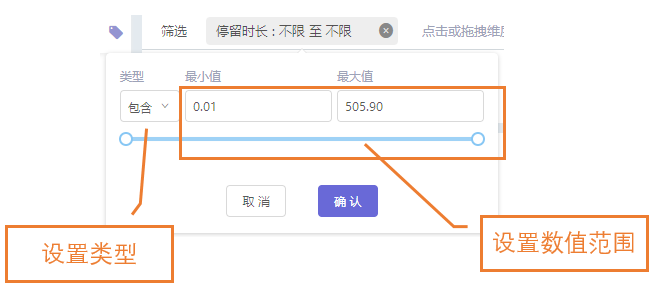 筛选 停留时长 : 不限 至 不限 点击或拖拽维
类型 最小值 最大值
包含 0.01 505.90
取 消 确 认
设置类型 设置数值范围